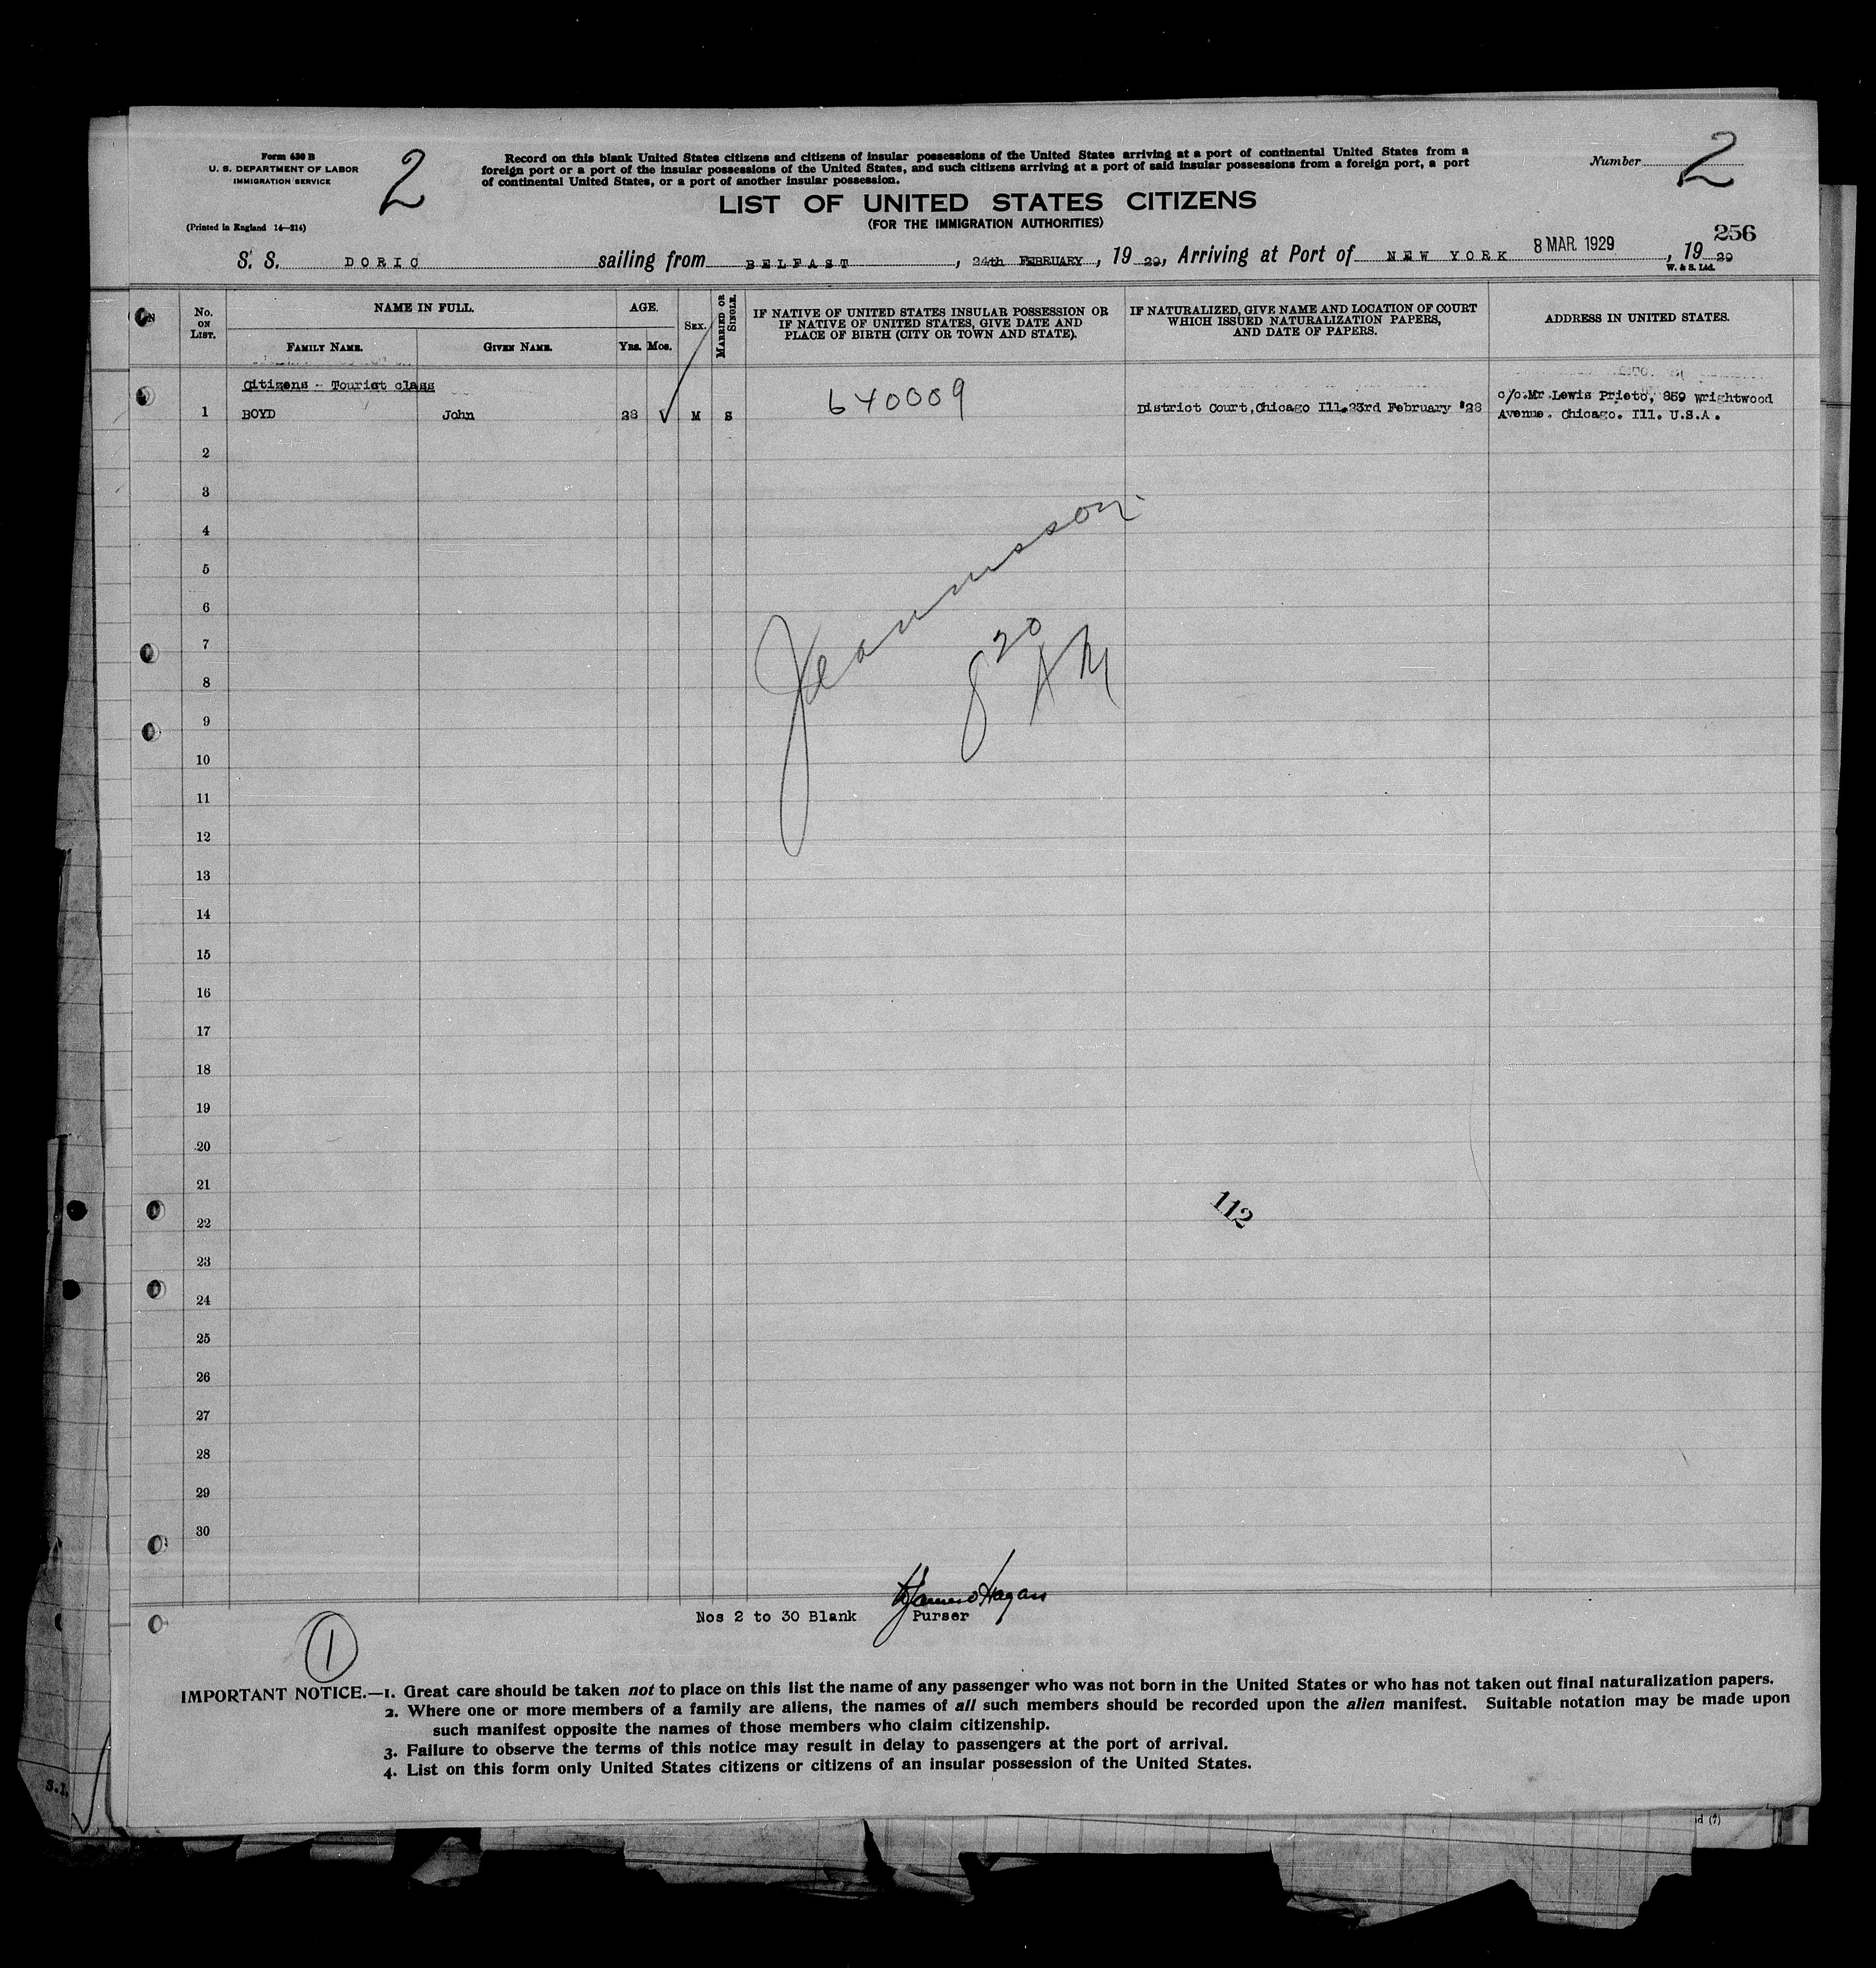 Form 630 B
U. S. DEPARTMENT OF LABOR
IMMIGRATION SERVICE
(Printed in England 14—214)
2
Record on this blank United States citizens and citizens of insular possessions of the United States arriving at a port of continental United States from a
foreign port or a port of the insular possessions of the United States, and such citizens arriving at a port of said insular possessions from a foreign port, a port
of continental United States, or a port of another insular possession.
Number 2
LIST OF UNITED STATES CITIZENS
(FOR THE IMMIGRATION AUTHORITIES)
256
S. S. DORIC sailing from BELFAST, 24th FEBRUARY, 19 29, Arriving at Port of NEW YORK 8 MAR 1929, 19 29
W. & S. Ltd.
No. ON LIST.
NAME IN FULL.
FAMILY NAME.
GIVEN NAME.
AGE.
YRS. MOS.
SEX.
MARRIED OR SINGLE.
IF NATIVE OF UNITED STATES INSULAR POSSESSION OR
IF NATIVE OF UNITED STATES, GIVE DATE AND
PLACE OF BIRTH (CITY OR TOWN AND STATE).
IF NATURALIZED, GIVE NAME AND LOCATION OF COURT
WHICH ISSUED NATURALIZATION PAPERS,
AND DATE OF PAPERS.
ADDRESS IN UNITED STATES.
Citizens - Tourist class
1 BOYD John 28 M S 640009 District Court,Chicago Ill.23rd February '28 c/o.Mr.Lewis Prieto, 859 Wrightwood
Avenue. Chicago. Ill. U.S.A.
2
3
4
5
6
7
8
9
10
11
12
13
14
15
16
17
18
19
20
21
22
23
24
25
26
27
28
29
30
8 20 AM
112
Nos 2 to 30 Blank
Purser
1
IMPORTANT NOTICE.—1. Great care should be taken not to place on this list the name of any passenger who was not born in the United States or who has not taken out final naturalization papers.
2. Where one or more members of a family are aliens, the names of all such members should be recorded upon the alien manifest. Suitable notation may be made upon
such manifest opposite the names of those members who claim citizenship.
3. Failure to observe the terms of this notice may result in delay to passengers at the port of arrival.
4. List on this form only United States citizens or citizens of an insular possession of the United States.
S.I.